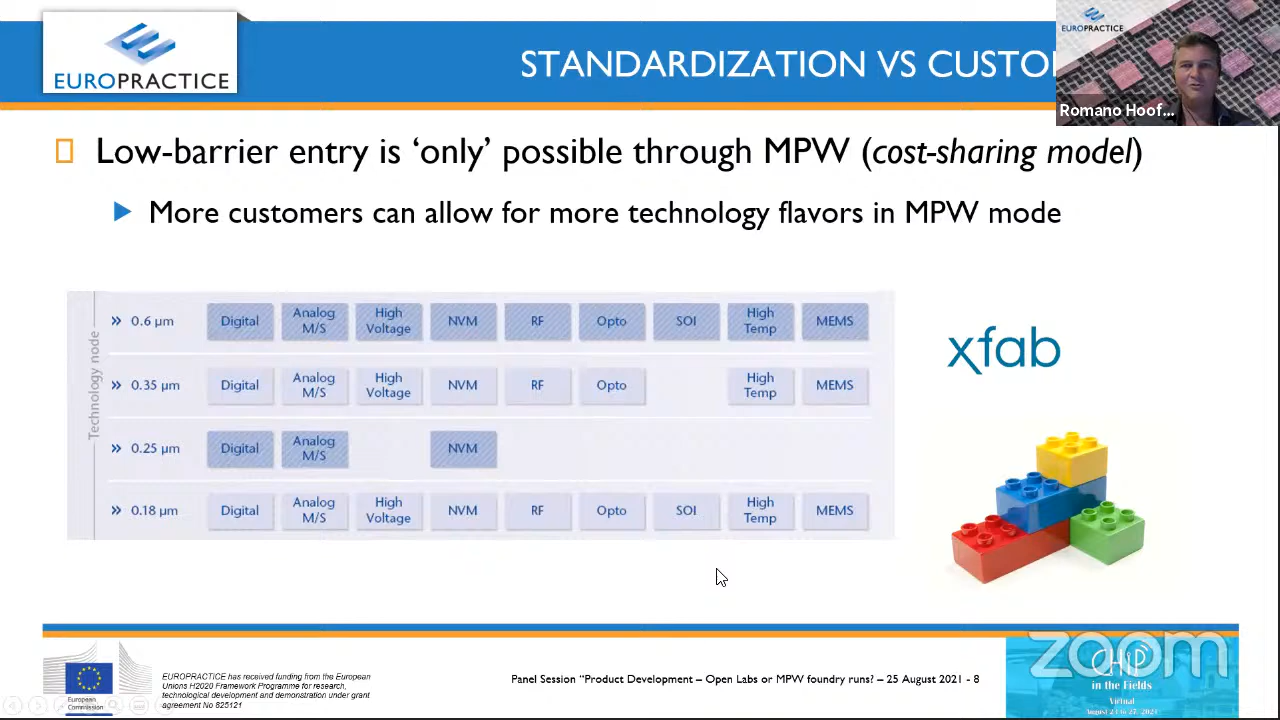 EUROPRACTICE
STANDARDIZATION VS CUSTO
EUROPRACTICE
Romano Hoof...
Low-barrier entry is ‘only’ possible through MPW (cost-sharing model)
More customers can allow for more technology flavors in MPW mode
Technology node
» 0.6 µm Digital Analog M/S High Voltage NVM RF Opto SOI High Temp MEMS
» 0.35 µm Digital Analog M/S High Voltage NVM RF Opto High Temp MEMS
» 0.25 µm Digital Analog M/S NVM
» 0.18 µm Digital Analog M/S High Voltage NVM RF Opto SOI High Temp MEMS
xfab
European
Commission
EUROPRACTICE has received funding from the European
Unions H2020 Framework Programme for research,
technological development and demonstration under grant
agreement No 825121
Panel Session “Product Development – Open Labs or MPW foundry runs? – 25 August 2021 - 8
zoom
CHIP
in the Fields
Virtual